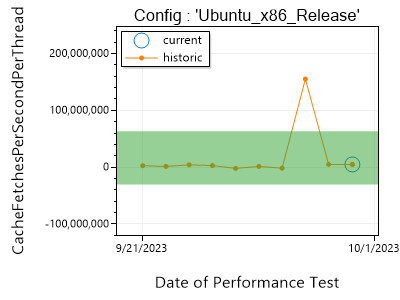 Config : 'Ubuntu_x86_Release'
current
historic
CacheFetchesPerSecondPerThread
200,000,000
100,000,000
0
-100,000,000
9/21/2023
10/1/2023
Date of Performance Test